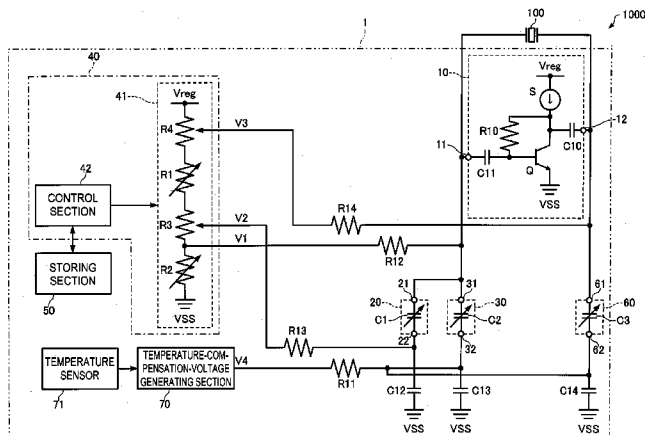 100
1000
1
40
10
Vreg
41
Vreg
S
V3
12
R4
R10
C10
11
C11
Q
42
R1
VSS
CONTROL
SECTION
R14
R3
V2
V1
R12
STORING
SECTION
R2
50
VSS
21
31
61
20
30
60
C1
C2
C3
R13
22
32
62
TEMPERATURE
SENSOR
TEMPERATURE-COM-
PENSATION-VOLTAGE
GENERATING SECTION
V4
R11
C12
C13
C14
71
70
VSS
VSS
VSS